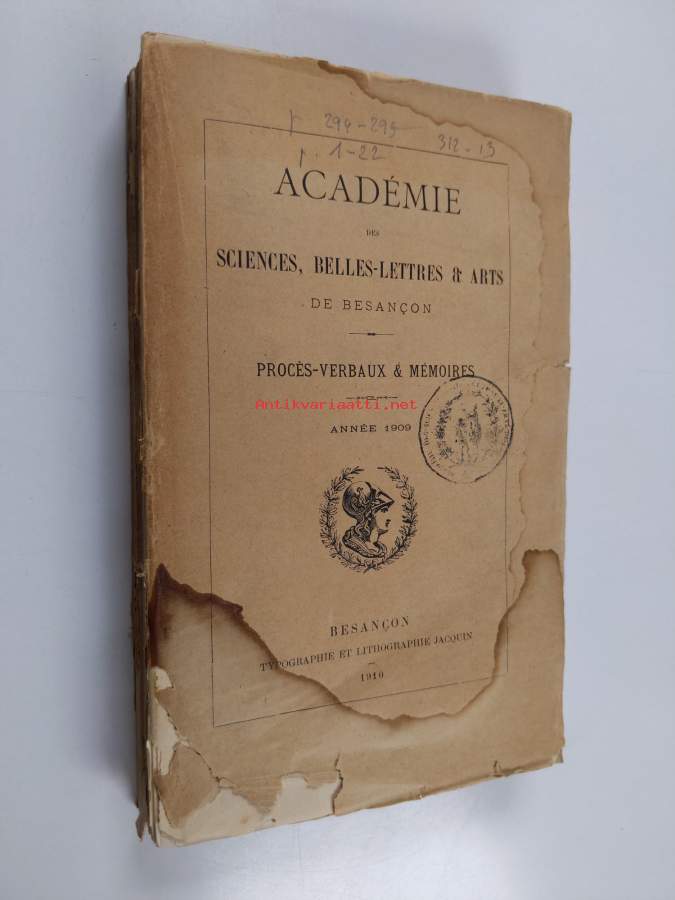 p 294-295
312-13
p. 1-22
ACADÉMIE
DES
SCIENCES, BELLES-LETTRES & ARTS
DE BESANÇON
PROCÈS-VERBAUX & MÉMOIRES
Antikvariaatti.net
ANNÉE 1909
BESANÇON
TYPOGRAPHIE ET LITHOGRAPHIE JACQUIN
1910